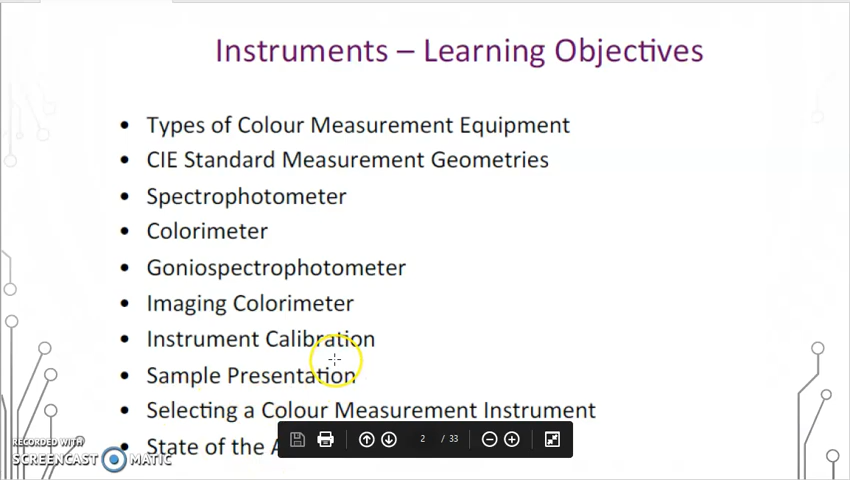 Instruments – Learning Objectives
• Types of Colour Measurement Equipment
• CIE Standard Measurement Geometries
• Spectrophotometer
• Colorimeter
• Goniospectrophotometer
• Imaging Colorimeter
• Instrument Calibration
• Sample Presentation
• Selecting a Colour Measurement Instrument
• State of the A
2 / 33
RECORDED WITH
SCREENCAST MATIC